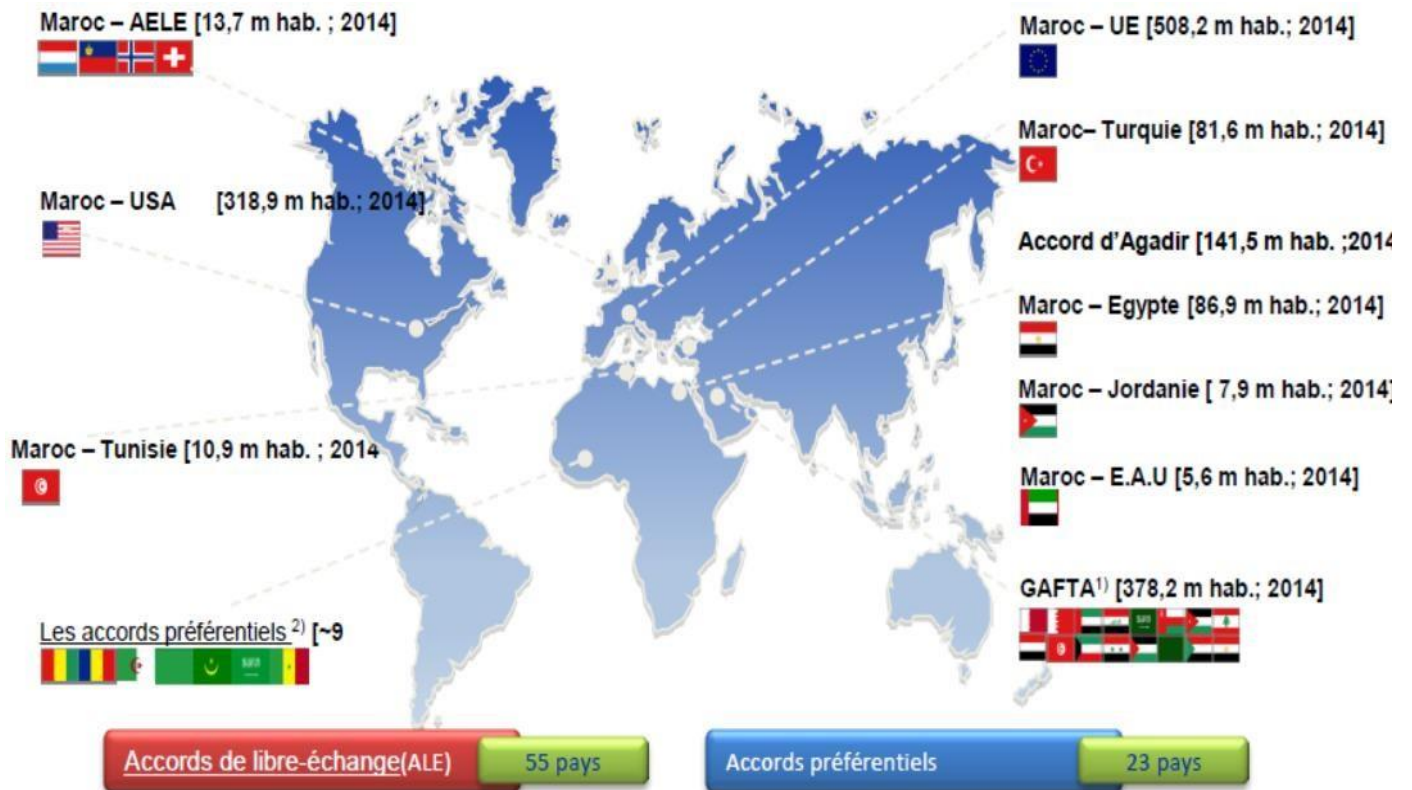 Maroc – AELE [13,7 m hab. ; 2014]
Maroc – USA [318,9 m hab.; 2014]
Maroc – Tunisie [10,9 m hab. ; 2014
Les accords préférentiels 2) [~9
Maroc – UE [508,2 m hab.; 2014]
Maroc– Turquie [81,6 m hab.; 2014]
Accord d’Agadir [141,5 m hab. ;2014
Maroc – Egypte [86,9 m hab.; 2014]
Maroc – Jordanie [ 7,9 m hab.; 2014]
Maroc – E.A.U [5,6 m hab.; 2014]
GAFTA1) [378,2 m hab.; 2014]
Accords de libre-échange(ALE) 55 pays
Accords préférentiels 23 pays